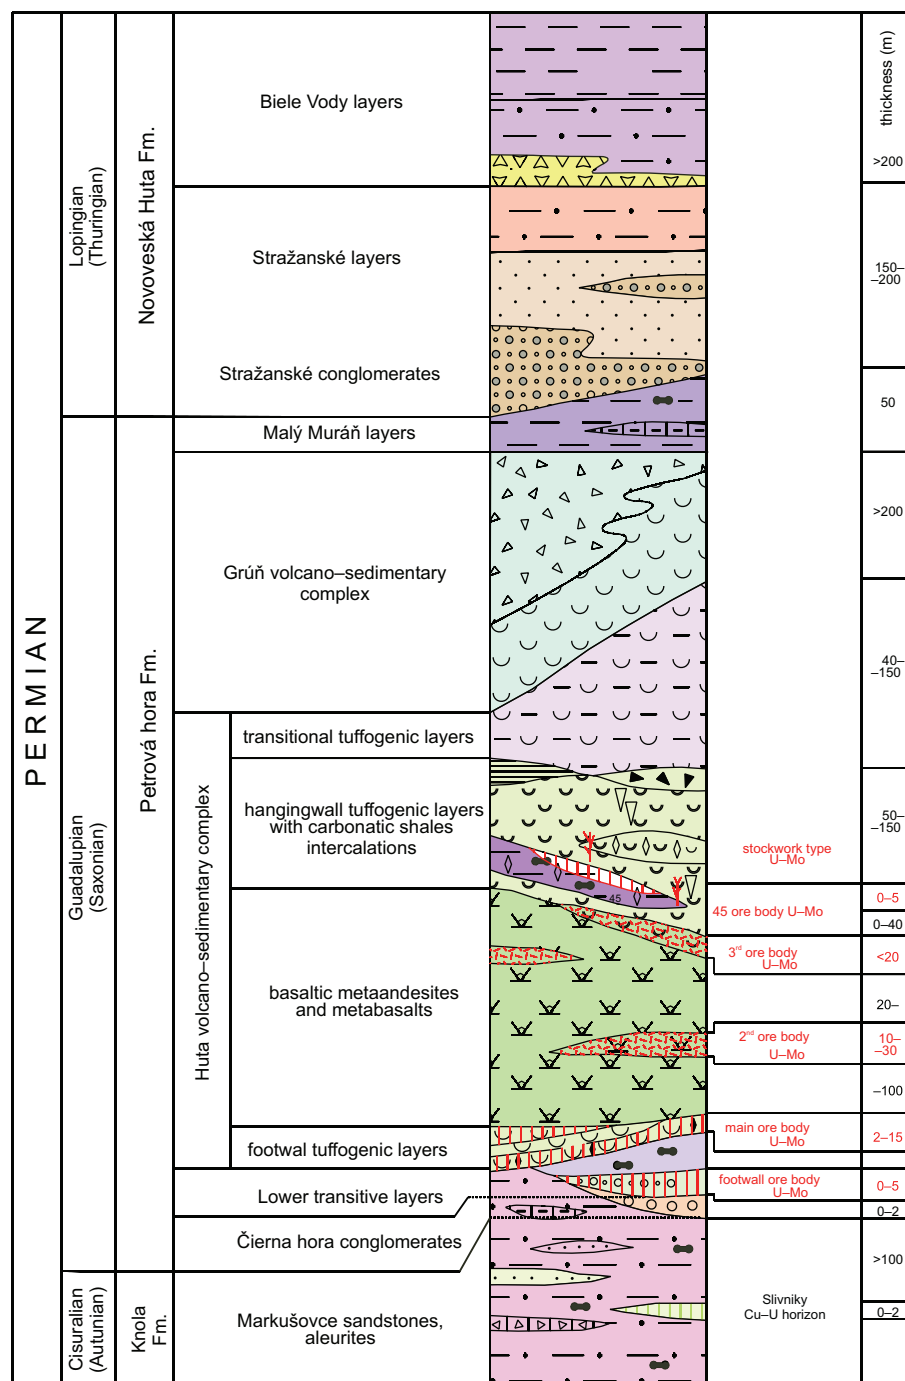 PERMIAN
Lopingian
(Thuringian)
Guadalupian
(Saxonian)
Cisuralian
(Autunian)
Novoveská Huta Fm.
Petrová hora Fm.
Knola
Fm.
Biele Vody layers
Stražanské layers
Stražanské conglomerates
Malý Muráň layers
Grúň volcano–sedimentary
complex
Huta volcano–sedimentary complex
transitional tuffogenic layers
hangingwall tuffogenic layers
with carbonatic shales
intercalations
basaltic metaandesites
and metabasalts
footwal tuffogenic layers
Lower transitive layers
Čierna hora conglomerates
Markušovce sandstones,
aleurites
45
stockwork type
U–Mo
45 ore body U–Mo
3rd ore body
U–Mo
2nd ore body
U–Mo
main ore body
U–Mo
footwall ore body
U–Mo
Slivniky
Cu–U horizon
thickness (m)
>200
150–
–200
50
>200
40–
–150
50–
–150
0–5
0–40
<20
20–
10–
–30
–100
2–15
0–5
0–2
>100
0–2